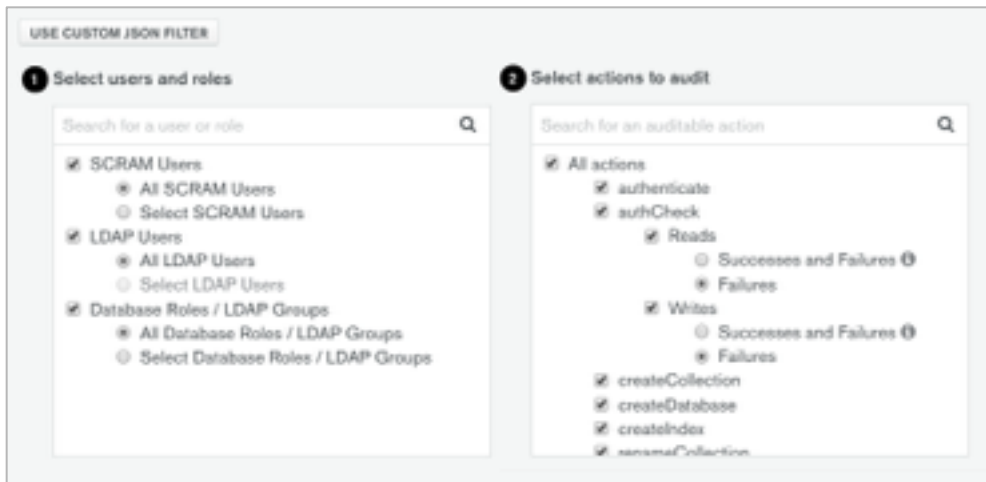 USE CUSTOM JSON FILTER
1 Select users and roles
Search for a user or role
SCRAM Users
All SCRAM Users
Select SCRAM Users
LDAP Users
All LDAP Users
Select LDAP Users
Database Roles / LDAP Groups
All Database Roles / LDAP Groups
Select Database Roles / LDAP Groups
2 Select actions to audit
Search for an auditable action
All actions
authenticate
authCheck
Reads
Successes and Failures
Failures
Writes
Successes and Failures
Failures
createCollection
createDatabase
createIndex
renameCollection